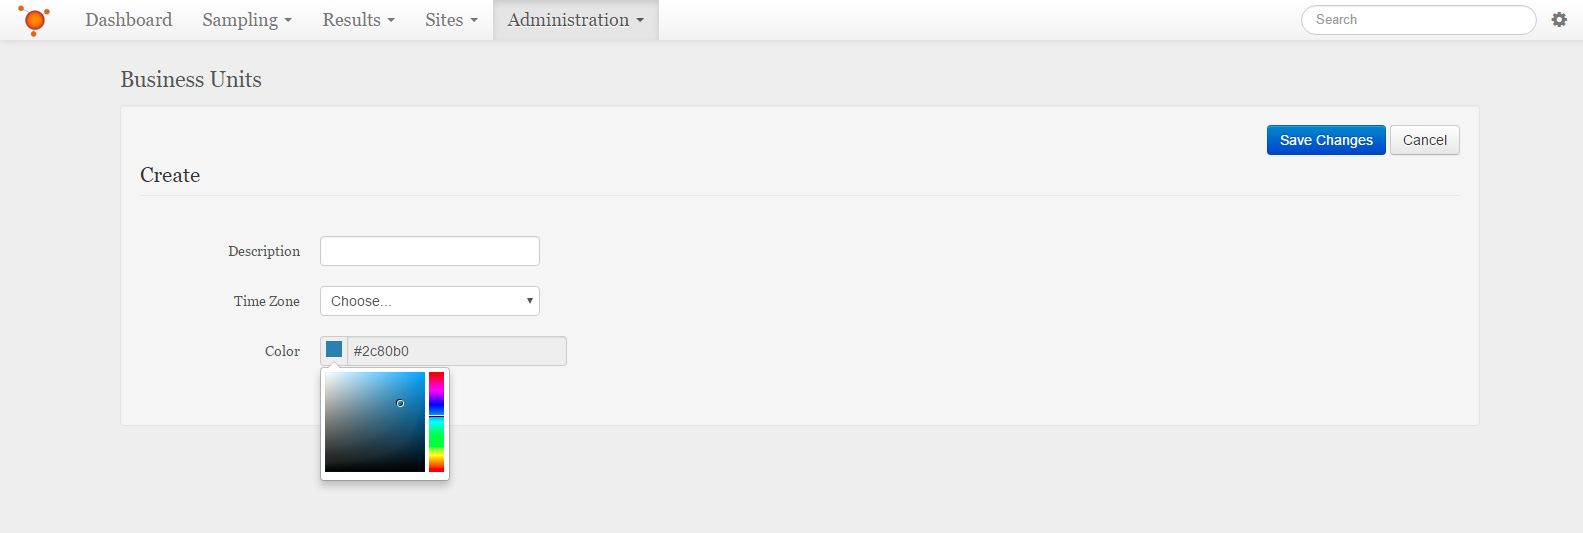 Dashboard Sampling Results Sites Administration Search
Business Units
Save Changes Cancel
Create
Description
Time Zone Choose...
Color #2c80b0